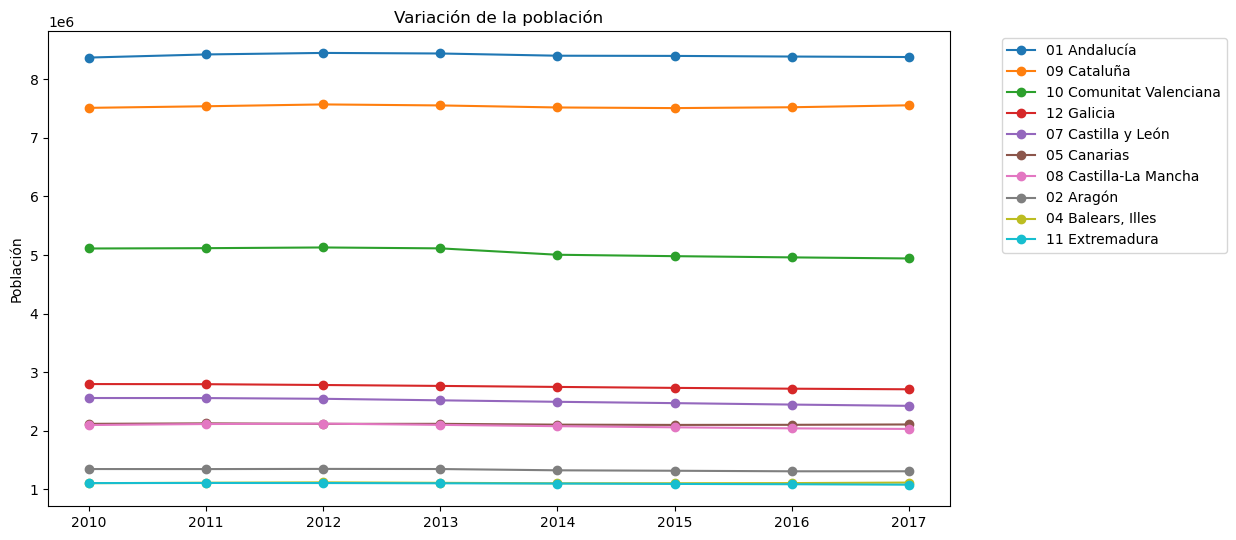 Variación de la población
1e6
8
7
6
5
4
3
2
1
Población
2010 2011 2012 2013 2014 2015 2016 2017
01 Andalucía
09 Cataluña
10 Comunitat Valenciana
12 Galicia
07 Castilla y León
05 Canarias
08 Castilla-La Mancha
02 Aragón
04 Balears, Illes
11 Extremadura